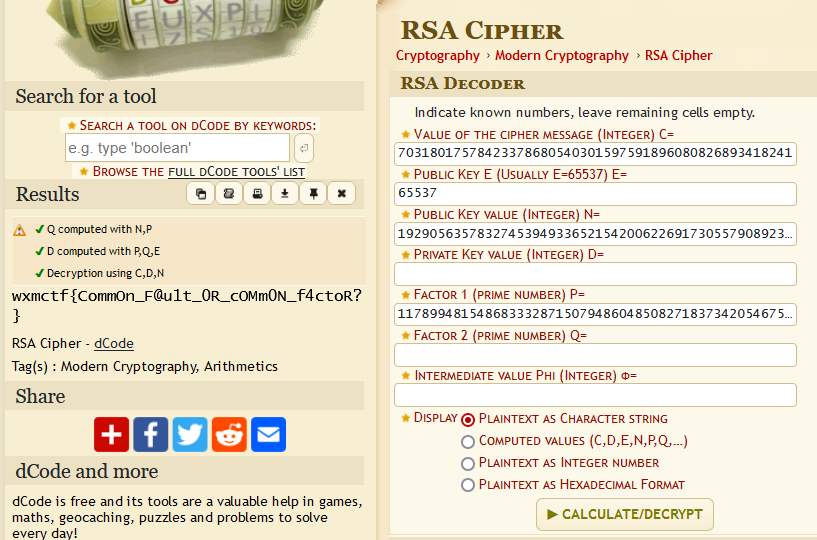 EUXPL
Search for a tool
★ Search a tool on dCode by keywords:
e.g. type 'boolean'
★ Browse the full dCode tools' list
Results
Q computed with N,P
D computed with P,Q,E
Decryption using C,D,N
wxmctf{CommOn_F@u1t_0R_cOMm0N_f4ctoR?
}
RSA Cipher - dCode
Tag(s) : Modern Cryptography, Arithmetics
Share
dCode and more
dCode is free and its tools are a valuable help in games,
maths, geocaching, puzzles and problems to solve
every day!
RSA Cipher
Cryptography › Modern Cryptography › RSA Cipher
RSA Decoder
Indicate known numbers, leave remaining cells empty.
★ Value of the cipher message (Integer) C=
70318017578423378680540301597591896080826893418241
★ Public Key E (Usually E=65537) E=
65537
★ Public Key value (Integer) N=
1929056357832745394933652154200622691730557908923…
★ Private Key value (Integer) D=
★ Factor 1 (prime number) P=
117899481548683332871507948604850827183734205467 5…
★ Factor 2 (prime number) Q=
★ Intermediate value Phi (Integer) Φ=
★ Display
Plaintext as Character string
Computed values (C,D,E,N,P,Q,…)
Plaintext as Integer number
Plaintext as Hexadecimal Format
▶ CALCULATE/DECRYPT